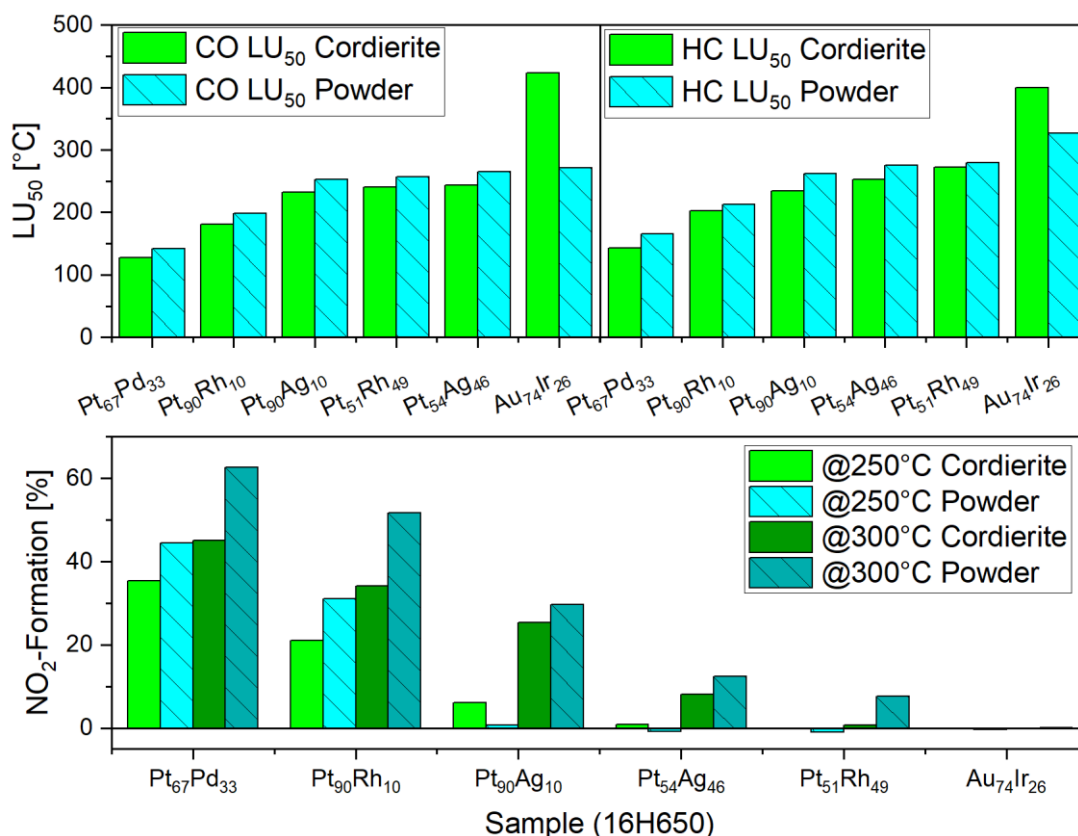 500
400
300
200
100
0
LU₅₀ [°C]
CO LU₅₀ Cordierite
CO LU₅₀ Powder
HC LU₅₀ Cordierite
HC LU₅₀ Powder
Pt₆₇Pd₃₃
Pt₉₀Rh₁₀
Pt₉₀Ag₁₀
Pt₅₁Rh₄₉
Pt₅₄Ag₄₆
Au₇₄Ir₂₆
Pt₆₇Pd₃₃
Pt₉₀Rh₁₀
Pt₉₀Ag₁₀
Pt₅₄Ag₄₆
Pt₅₁Rh₄₉
Au₇₄Ir₂₆
60
40
20
0
NO₂-Formation [%]
@250°C Cordierite
@250°C Powder
@300°C Cordierite
@300°C Powder
Pt₆₇Pd₃₃
Pt₉₀Rh₁₀
Pt₉₀Ag₁₀
Pt₅₄Ag₄₆
Pt₅₁Rh₄₉
Au₇₄Ir₂₆
Sample (16H650)